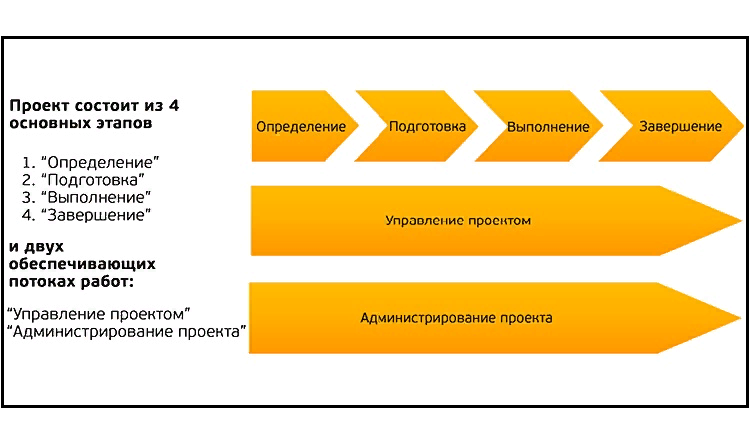 Проект состоит из 4
основных этапов
1. “Определение”
2. “Подготовка”
3. “Выполнение”
4. “Завершение”
и двух
обеспечивающих
потоках работ:
“Управление проектом”
“Администрирование проекта”
Определение
Подготовка
Выполнение
Завершение
Управление проектом
Администрирование проекта